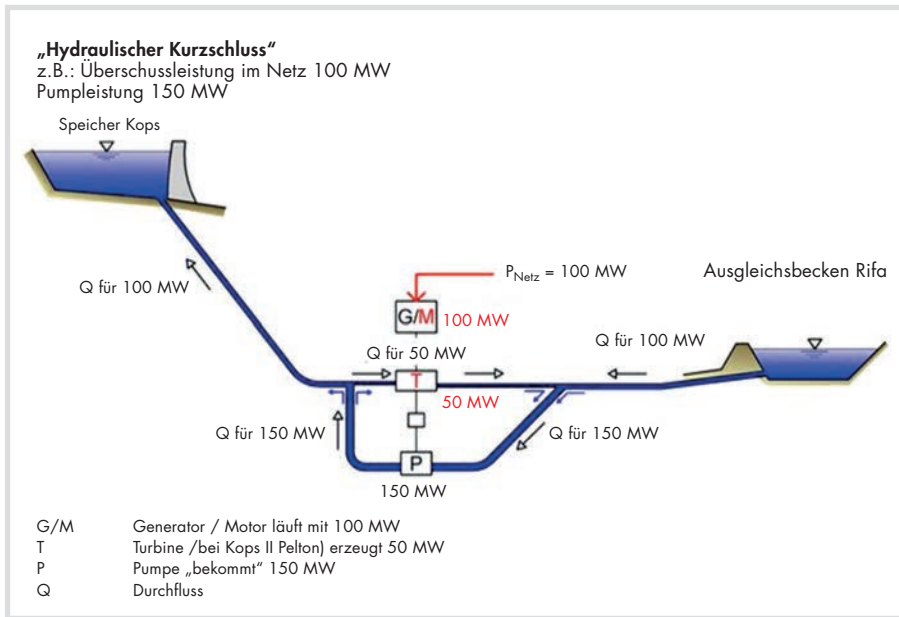 „Hydraulischer Kurzschluss“
z.B.: Überschussleistung im Netz 100 MW
Pumpleistung 150 MW
Speicher Kops
P_Netz = 100 MW
Ausgleichsbecken Rifa
Q für 100 MW
G/M 100 MW
Q für 50 MW
Q für 100 MW
T
50 MW
Q für 150 MW
Q für 150 MW
P
150 MW
G/M Generator / Motor läuft mit 100 MW
T Turbine /bei Kops II Pelton) erzeugt 50 MW
P Pumpe „bekommt“ 150 MW
Q Durchfluss